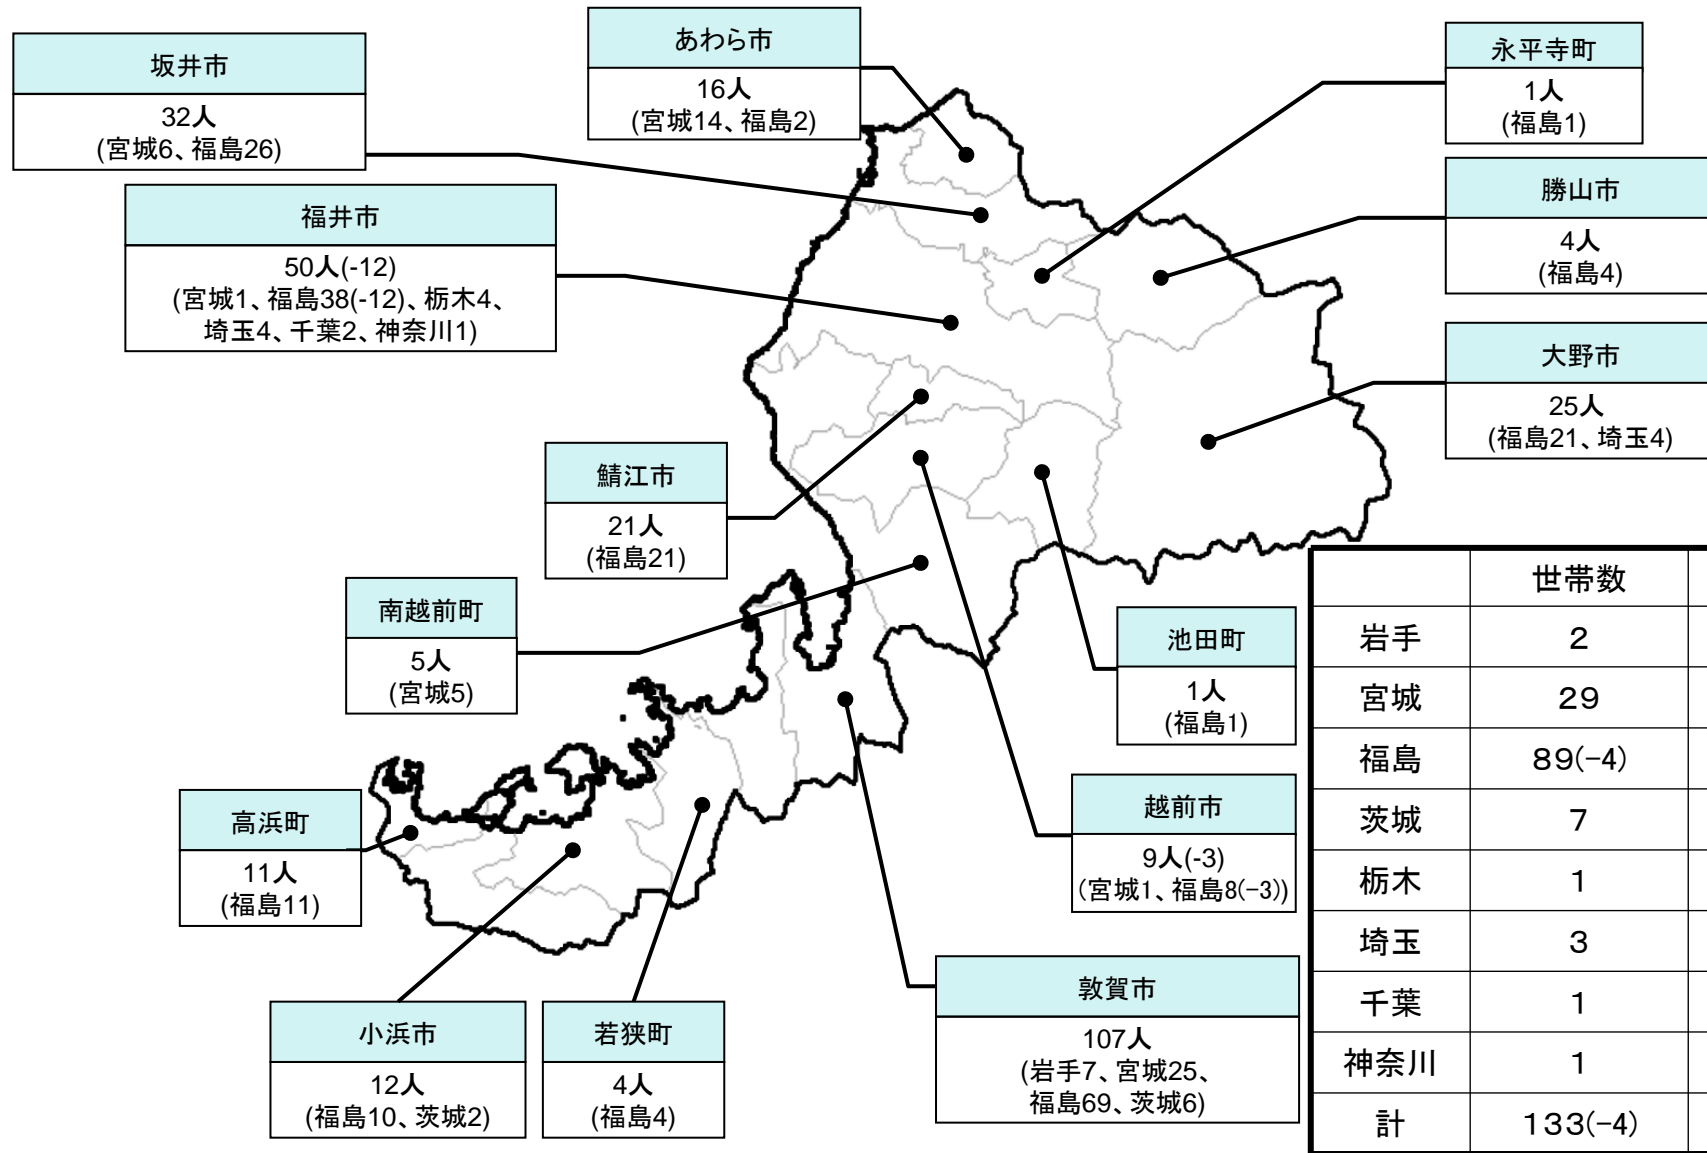 あわら市
16人
(宮城14、福島2)
永平寺町
1人
(福島1)
坂井市
32人
(宮城6、福島26)
勝山市
4人
(福島4)
福井市
50人(-12)
(宮城1、福島38(-12)、栃木4、
埼玉4、千葉2、神奈川1)
大野市
25人
(福島21、埼玉4)
鯖江市
21人
(福島21)
南越前町
5人
(宮城5)
池田町
1人
(福島1)
越前市
9人(-3)
(宮城1、福島8(-3))
高浜町
11人
(福島11)
敦賀市
107人
(岩手7、宮城25、
福島69、茨城6)
小浜市
12人
(福島10、茨城2)
若狭町
4人
(福島4)
世帯数
岩手 2
宮城 29
福島 89(-4)
茨城 7
栃木 1
埼玉 3
千葉 1
神奈川 1
計 133(-4)